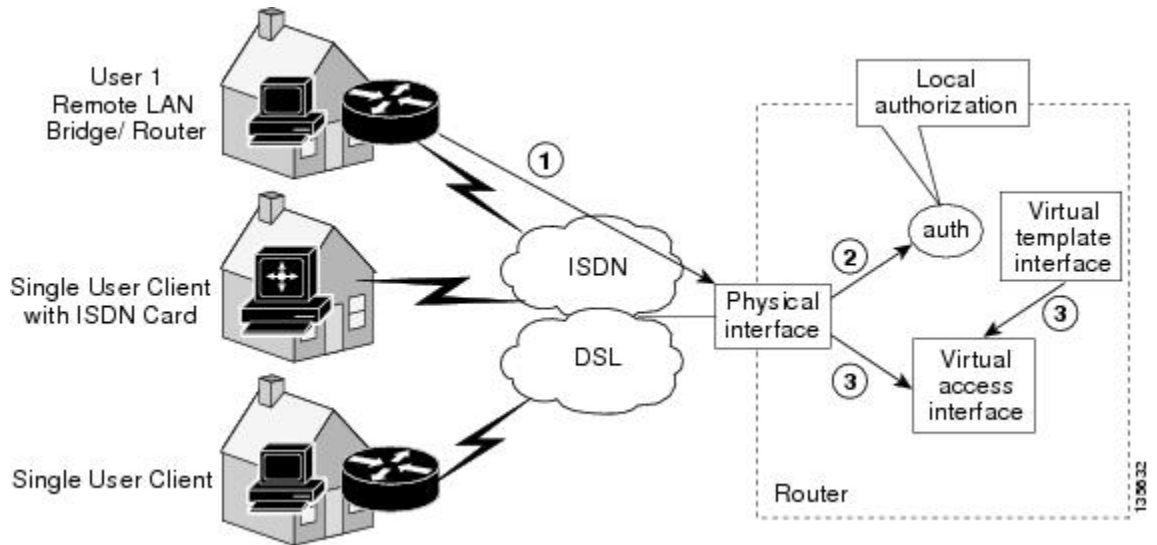 User 1
Remote LAN
Bridge/ Router
Single User Client
with ISDN Card
Single User Client
1
ISDN
DSL
Physical
interface
2
3
Local
authorization
auth
Virtual
template
interface
3
Virtual
access
interface
Router
135632